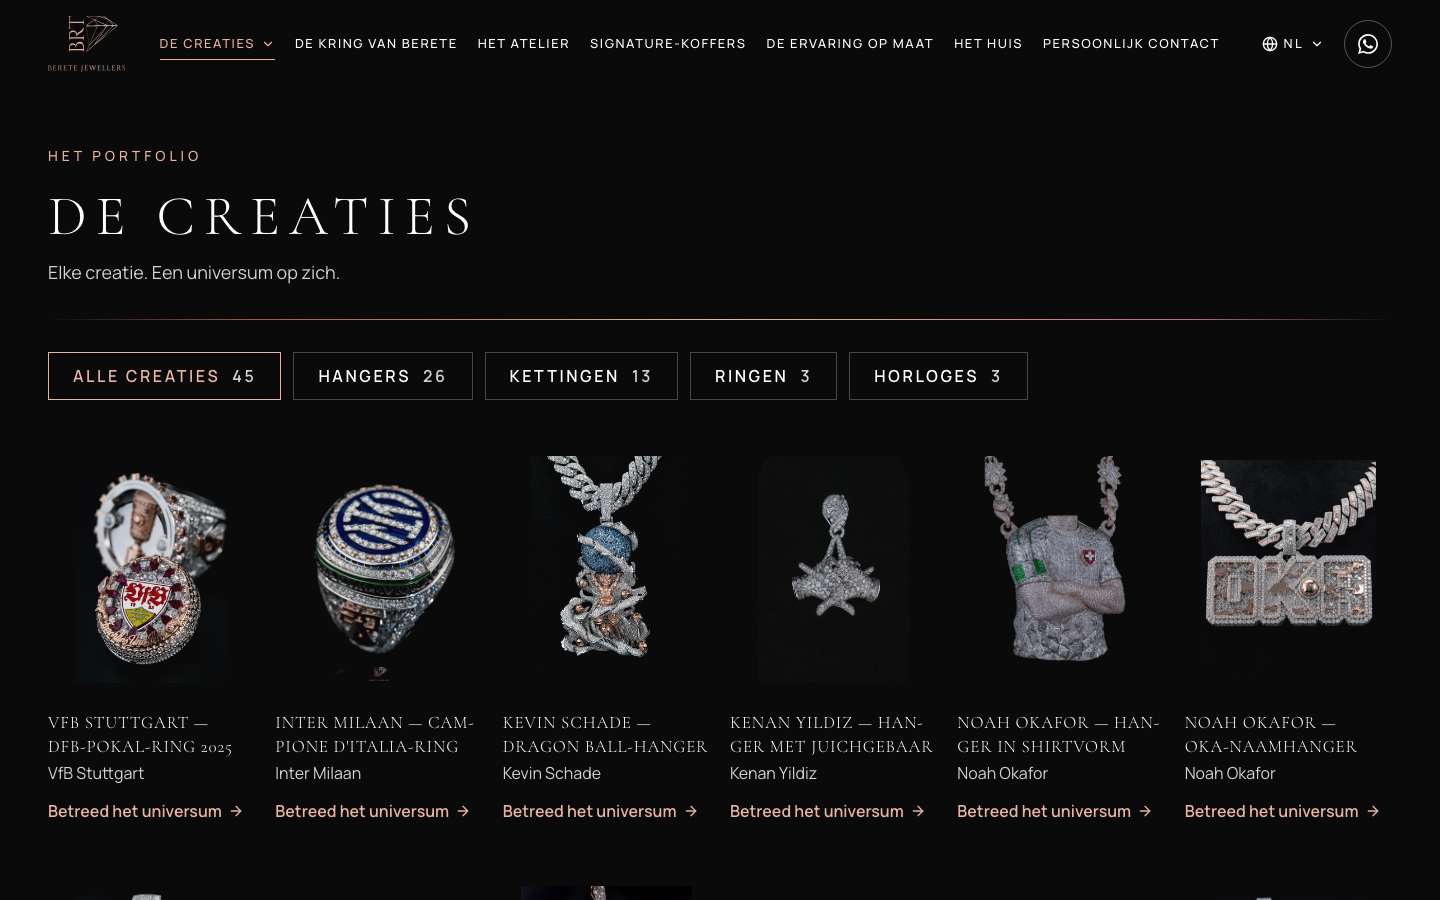 BRT
BERETE JEWELLERS
DE CREATIES
DE KRING VAN BERETE
HET ATELIER
SIGNATURE-KOFFERS
DE ERVARING OP MAAT
HET HUIS
PERSOONLIJK CONTACT
NL
HET PORTFOLIO
DE CREATIES
Elke creatie. Een universum op zich.
ALLE CREATIES 45
HANGERS 26
KETTINGEN 13
RINGEN 3
HORLOGES 3
VfB
OKA
VFB STUTTGART —
DFB-POKAL-RING 2025
VfB Stuttgart
Betreed het universum →
INTER MILAAN — CAM-
PIONE D'ITALIA-RING
Inter Milaan
Betreed het universum →
KEVIN SCHADE —
DRAGON BALL-HANGER
Kevin Schade
Betreed het universum →
KENAN YILDIZ — HAN-
GER MET JUICHGEBAAR
Kenan Yildiz
Betreed het universum →
NOAH OKAFOR — HAN-
GER IN SHIRTVORM
Noah Okafor
Betreed het universum →
NOAH OKAFOR —
OKA-NAAMHANGER
Noah Okafor
Betreed het universum →